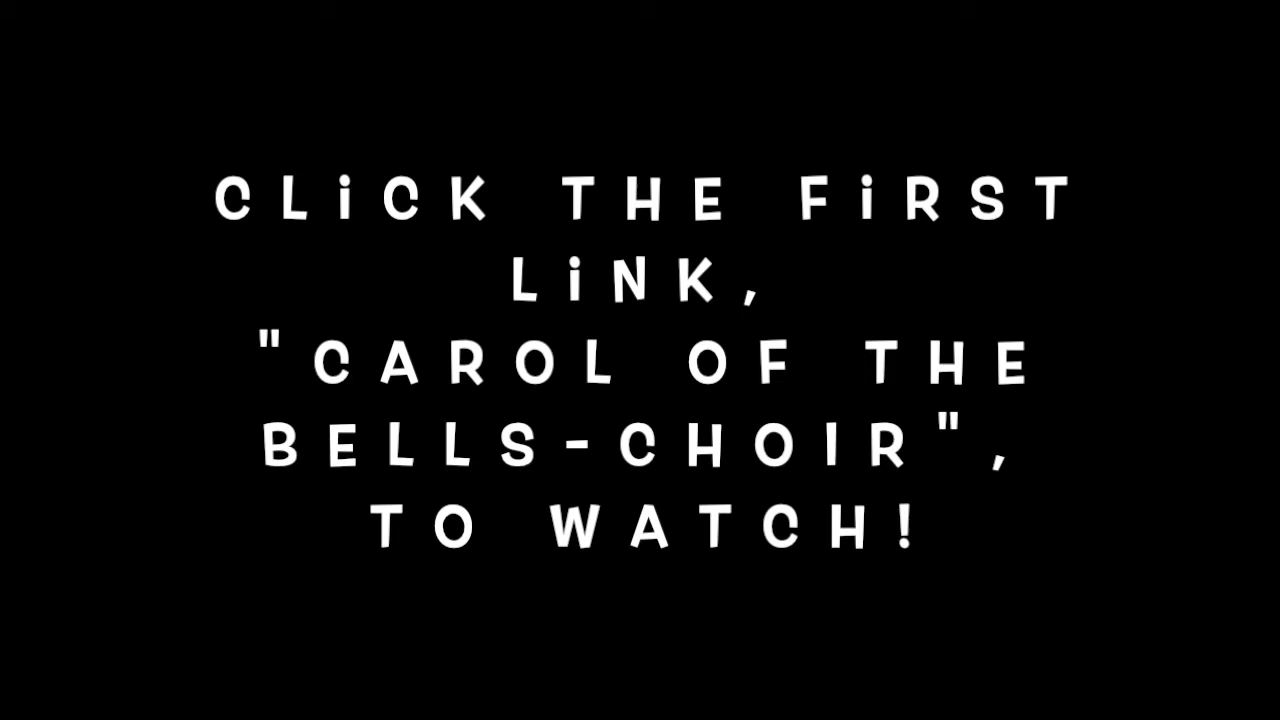 CLiCK THE FiRST
LiNK,
"CAROL OF THE
BELLS-CHOIR",
TO WATCH!